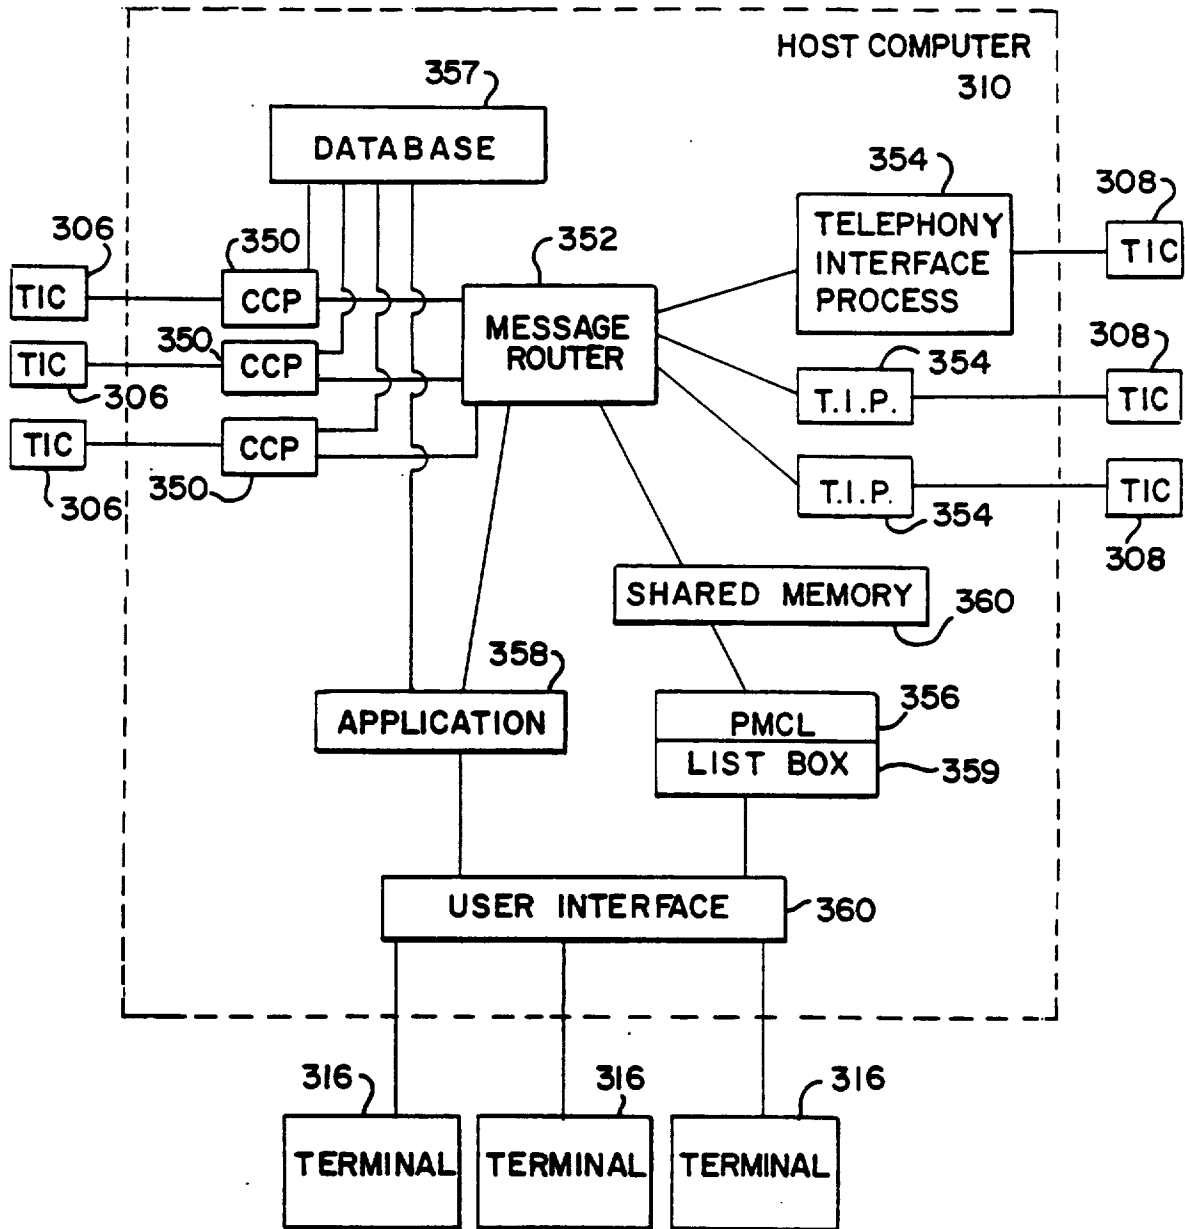 HOST COMPUTER
310
357
DATABASE
354
TELEPHONY
INTERFACE
PROCESS
308
TIC
306
TIC
350
CCP
352
MESSAGE
ROUTER
TIC
306
350
CCP
354
T.I.P.
308
TIC
TIC
306
CCP
350
T.I.P.
354
TIC
308
SHARED MEMORY
360
358
APPLICATION
PMCL
356
LIST BOX
359
USER INTERFACE
360
316
TERMINAL
316
TERMINAL
316
TERMINAL